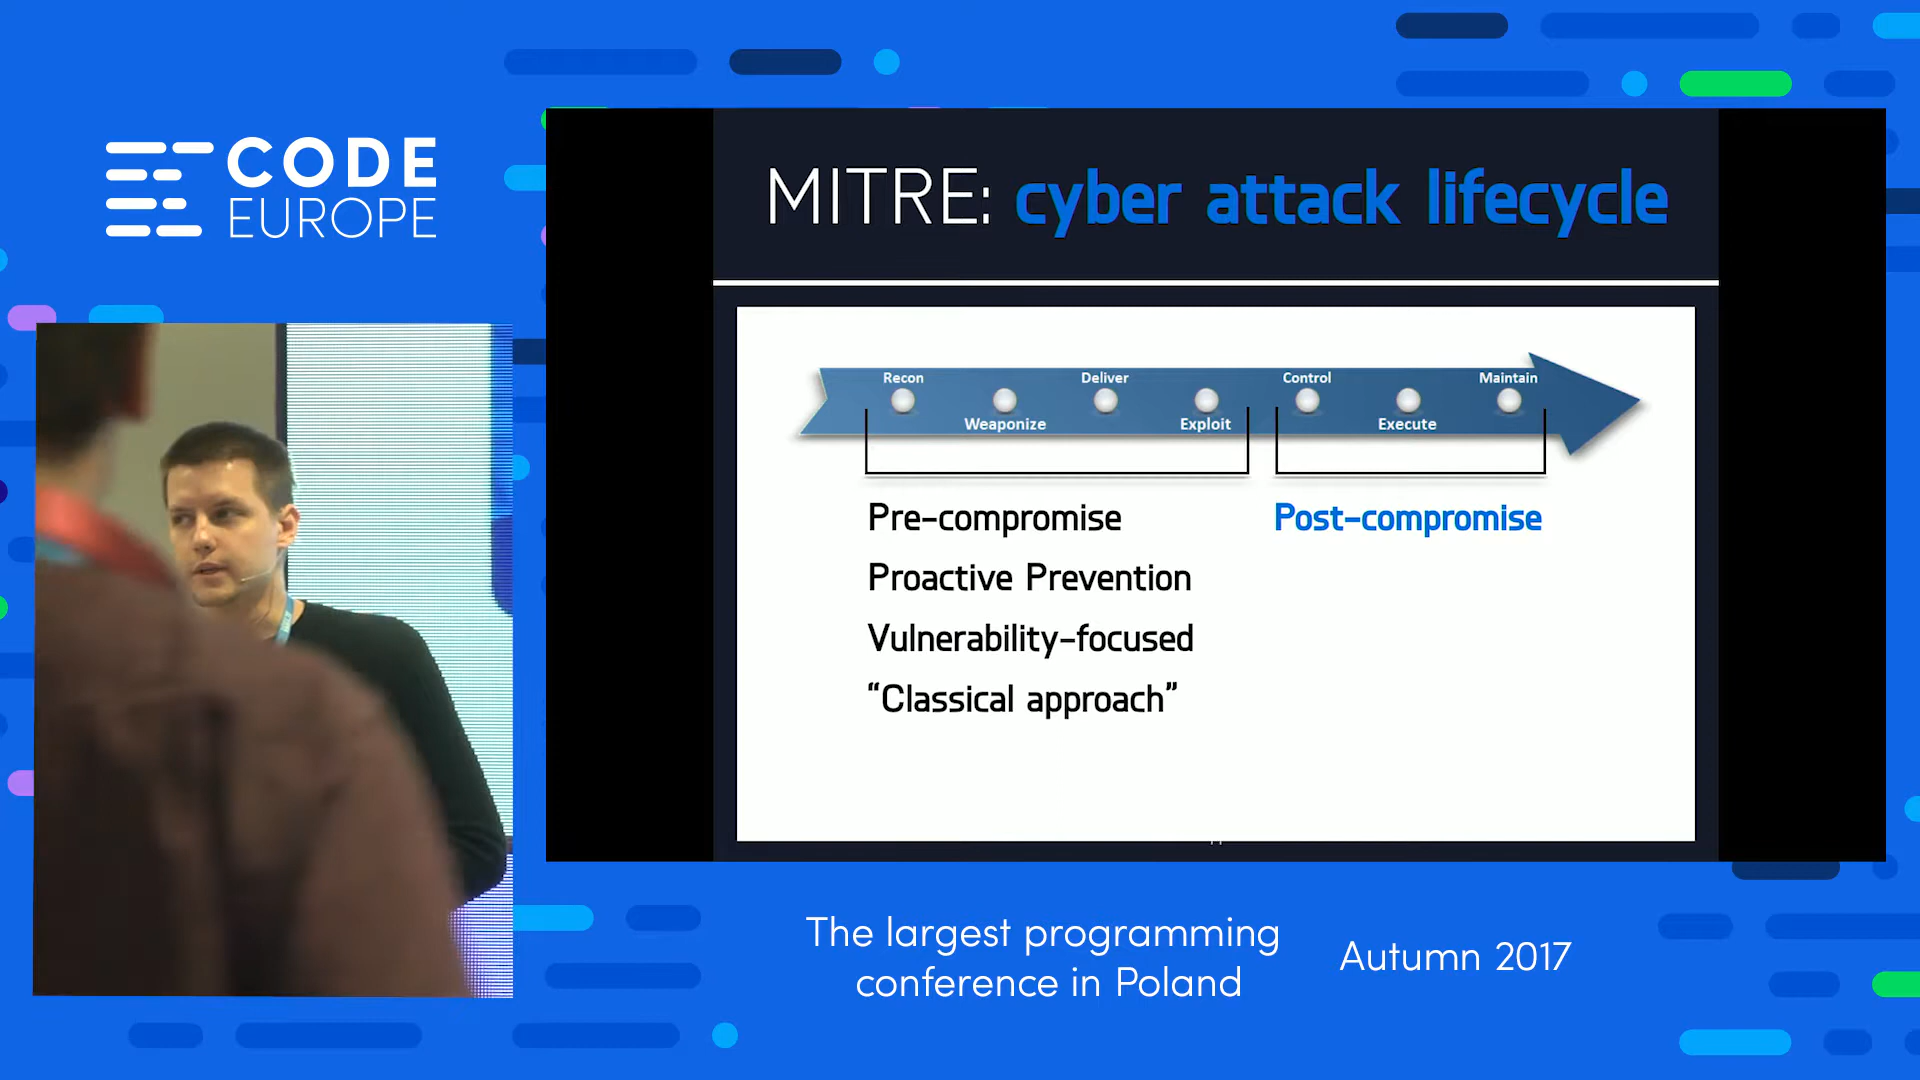 CODE
EUROPE
MITRE: cyber attack lifecycle
Recon
Deliver
Control
Maintain
Weaponize
Exploit
Execute
Pre-compromise
Post-compromise
Proactive Prevention
Vulnerability-focused
“Classical approach”
The largest programming
conference in Poland
Autumn 2017